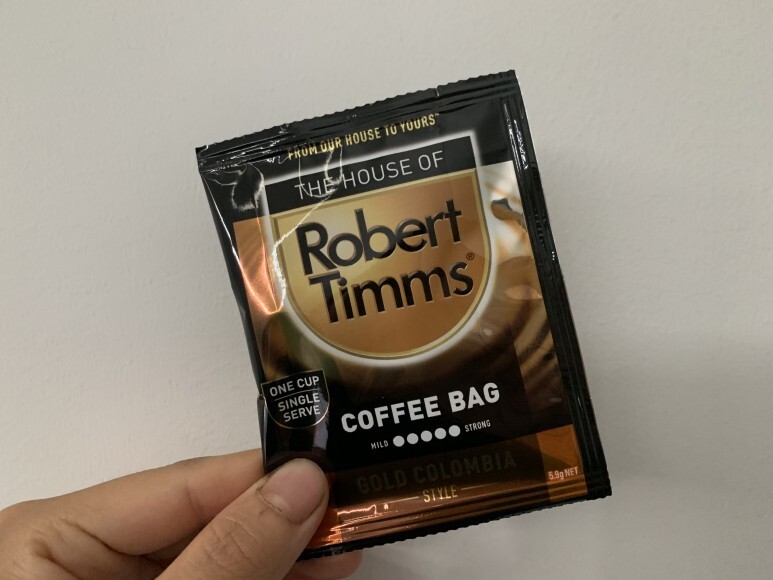 FROM OUR HOUSE TO YOURS™
THE HOUSE OF
Robert
Timms®
ONE CUP
SINGLE
SERVE
COFFEE BAG
MILD ●●●●● STRONG
GOLD COLOMBIA
STYLE
5.9g NET